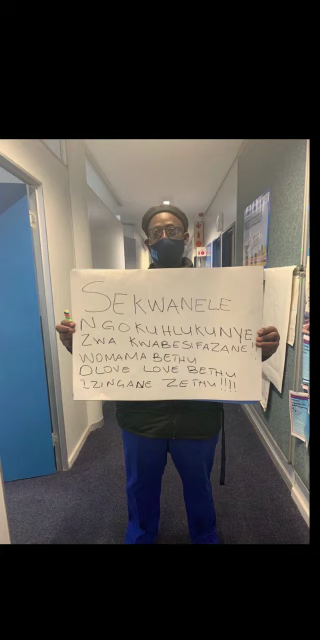 SEKWANELE
NGOKUHLUKUNYE
ZWA KWABESIFAZANE!!
WOMAMA BETHU
OLOVE LOVE BETHU
IZINGANE ZETHU!!!!